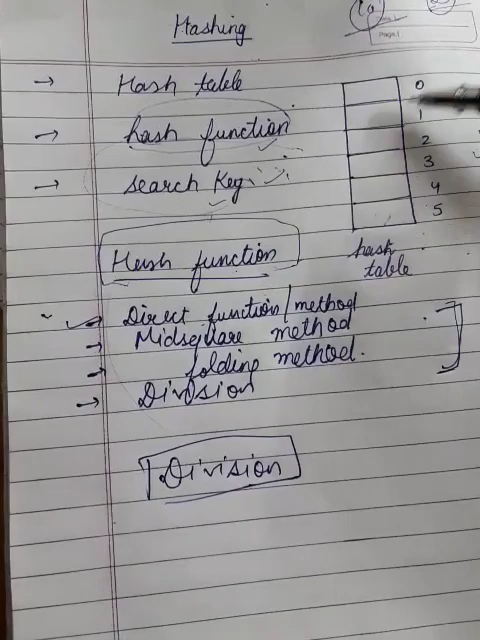 Hashing
Page.
→ Hash table
→ hash function
→ search Key
0
1
2
3
4
5
hash
table
Hash function
→ Direct function/method
→ Midsquare method
→ folding method.
→ Division
Division